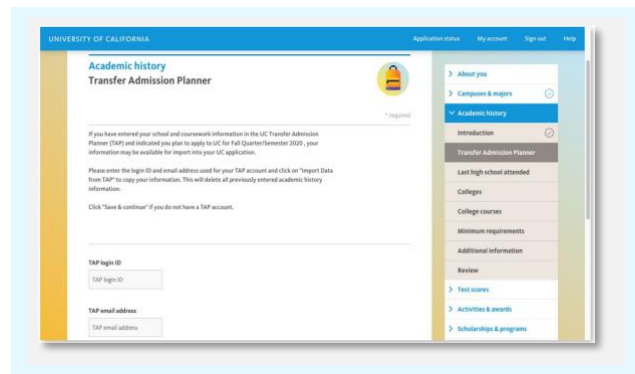 UNIVERSITY OF CALIFORNIA
Application status My account Sign out Help
Academic history
Transfer Admission Planner
* required
If you have entered your school and coursework information in the UC Transfer Admission
Planner (TAP) and indicated you plan to apply to UC for Fall Quarter/Semester 2020 , your
information may be available for import into your UC application.
Please enter the login ID and email address used for your TAP account and click on "Import Data
from TAP" to copy your information. This will delete all previously entered academic history
information.
Click "Save & continue" if you do not have a TAP account.
TAP login ID
TAP login ID
TAP email address
TAP email address
About you
Campuses & majors
Academic history
Introduction
Transfer Admission Planner
Last high school attended
Colleges
College courses
Minimum requirements
Additional information
Review
Test scores
Activities & awards
Scholarships & programs